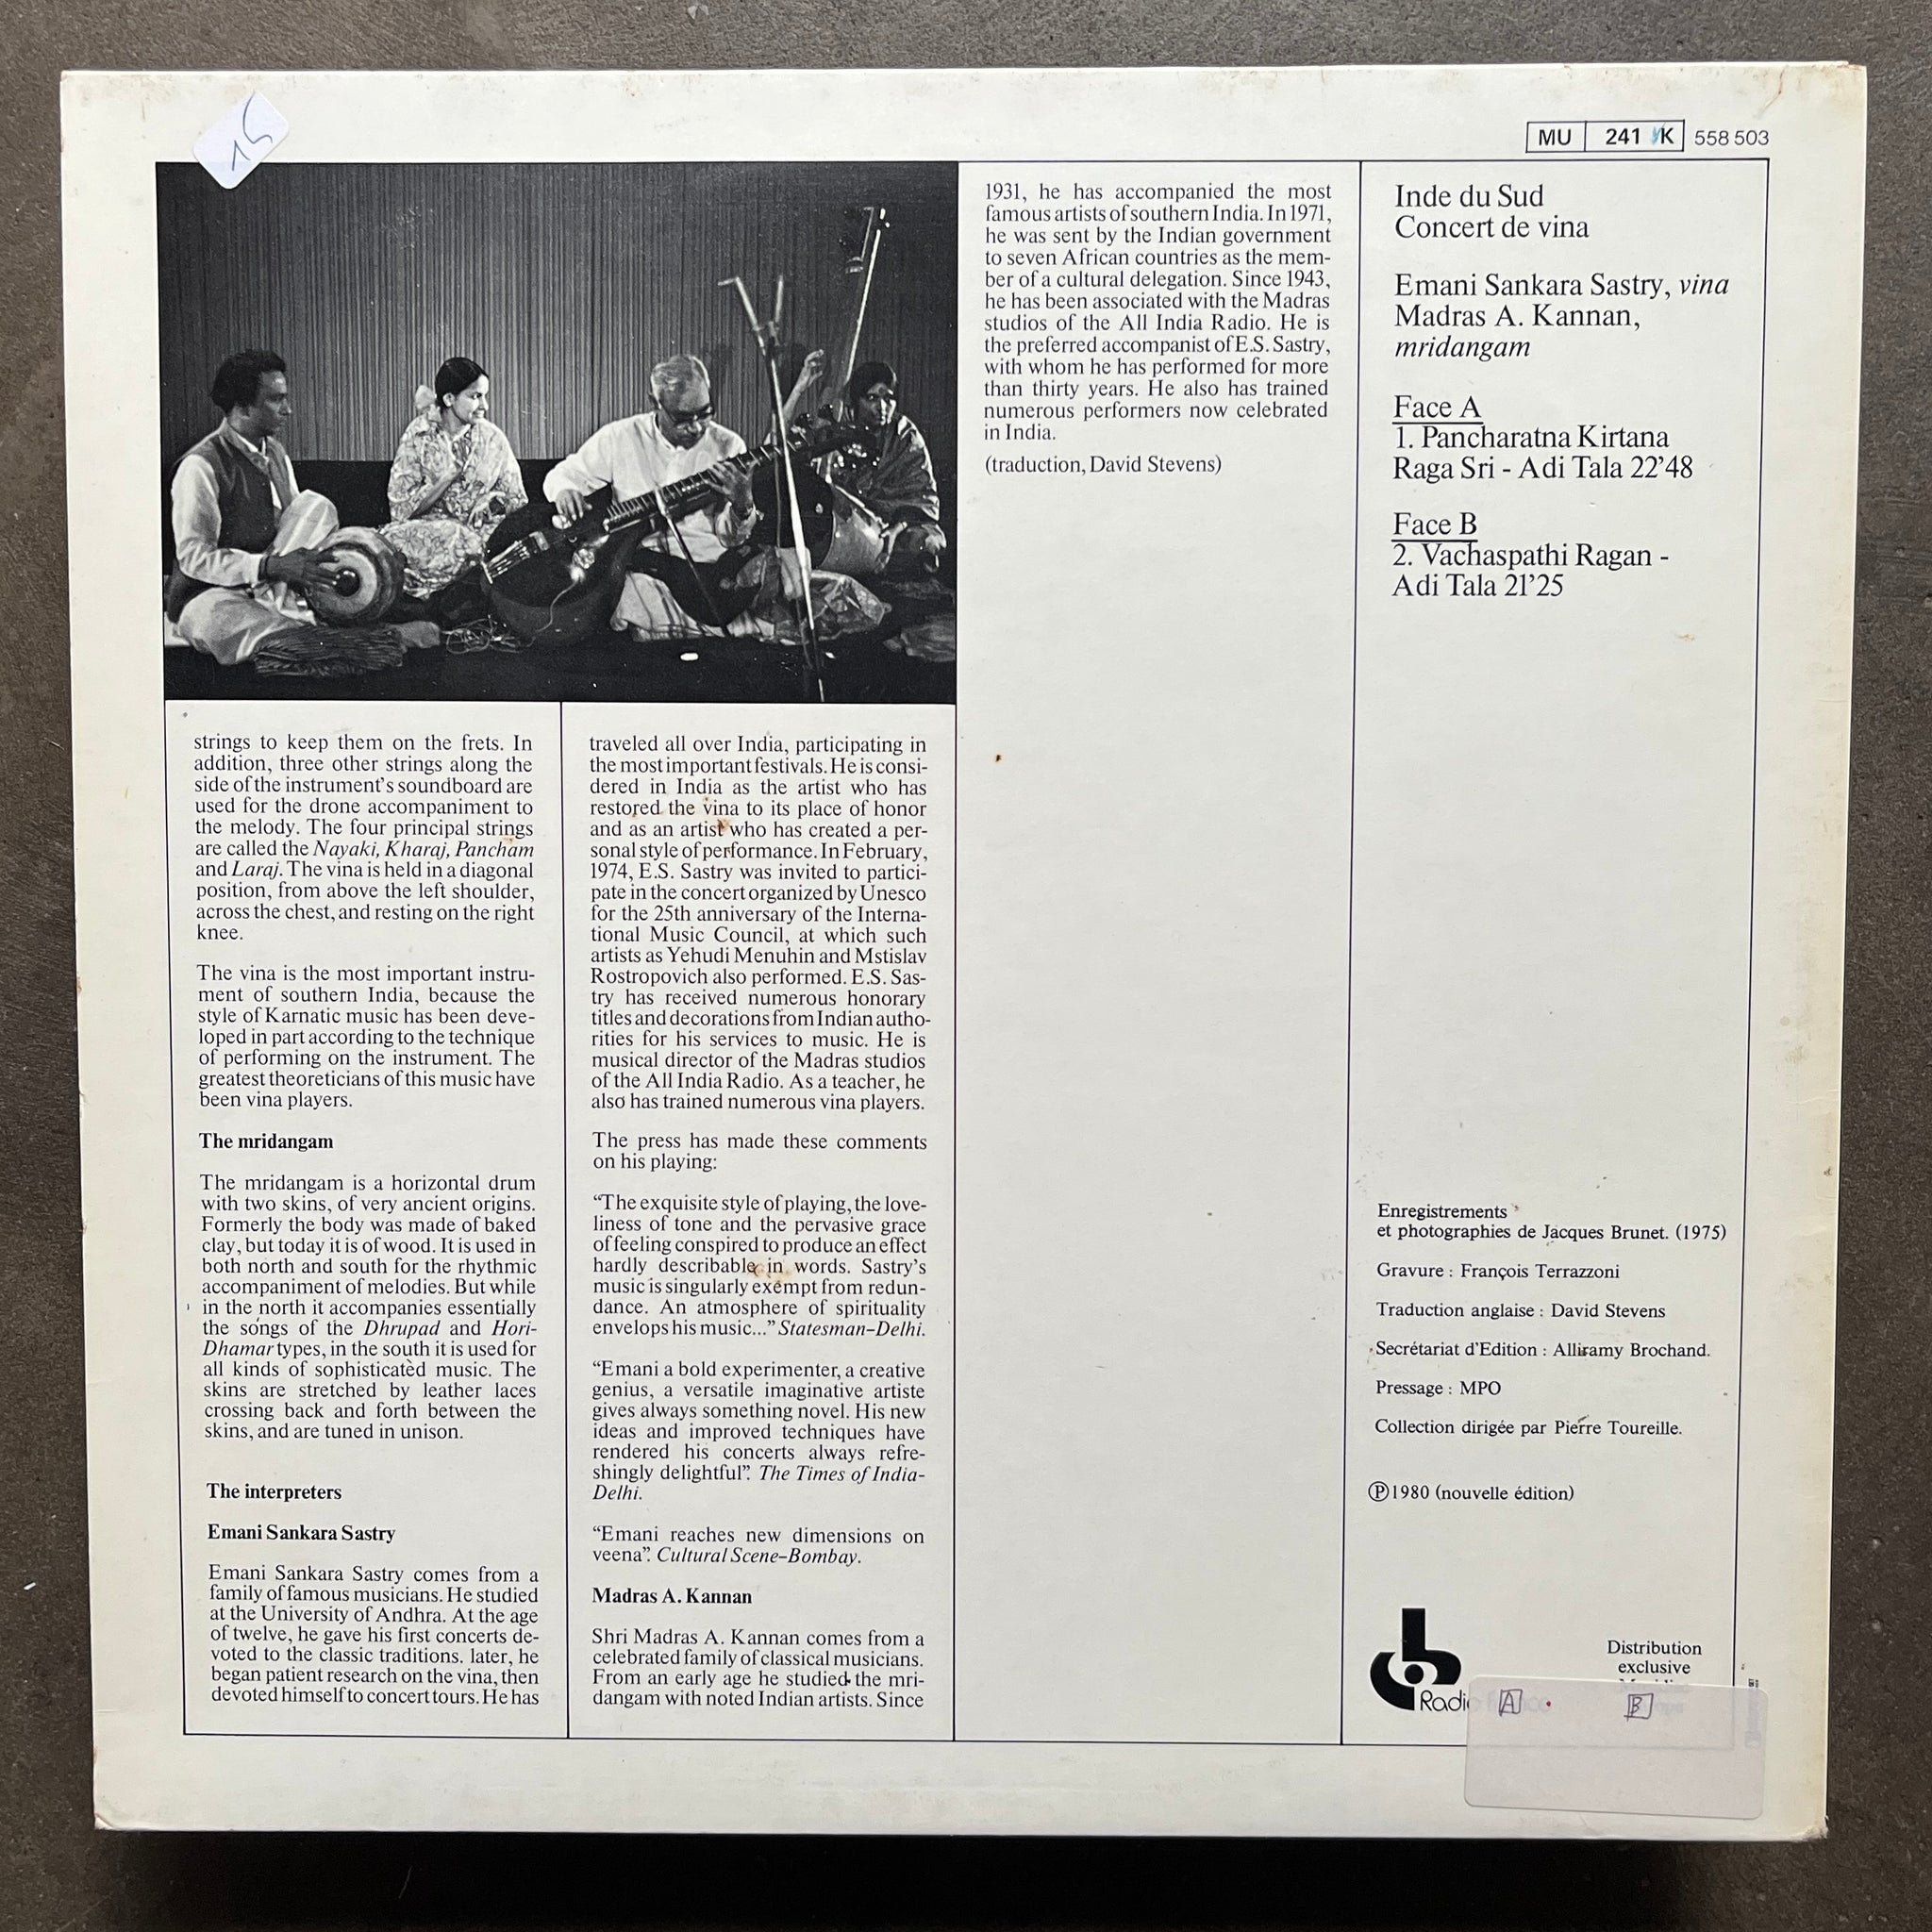 15
MU 241 K 558 503
strings to keep them on the frets. In
addition, three other strings along the
side of the instrument's soundboard are
used for the drone accompaniment to
the melody. The four principal strings
are called the Nayaki, Kharaj, Pancham
and Laraj. The vina is held in a diagonal
position, from above the left shoulder,
across the chest, and resting on the right
knee.
The vina is the most important instru-
ment of southern India, because the
style of Karnatic music has been deve-
loped in part according to the technique
of performing on the instrument. The
greatest theoreticians of this music have
been vina players.
The mridangam
The mridangam is a horizontal drum
with two skins, of very ancient origins.
Formerly the body was made of baked
clay, but today it is of wood. It is used in
both north and south for the rhythmic
accompaniment of melodies. But while
in the north it accompanies essentially
the songs of the Dhrupad and Hori-
Dhamar types, in the south it is used for
all kinds of sophisticated music. The
skins are stretched by leather laces
crossing back and forth between the
skins, and are tuned in unison.
The interpreters
Emani Sankara Sastry
Emani Sankara Sastry comes from a
family of famous musicians. He studied
at the University of Andhra. At the age
of twelve, he gave his first concerts de-
voted to the classic traditions. later, he
began patient research on the vina, then
devoted himself to concert tours. He has
traveled all over India, participating in
the most important festivals. He is consi-
dered in India as the artist who has
restored the vina to its place of honor
and as an artist who has created a per-
sonal style of performance. In February,
1974, E.S. Sastry was invited to partici-
pate in the concert organized by Unesco
for the 25th anniversary of the Interna-
tional Music Council, at which such
artists as Yehudi Menuhin and Mstislav
Rostropovich also performed. E.S. Sas-
try has received numerous honorary
titles and decorations from Indian autho-
rities for his services to music. He is
musical director of the Madras studios
of the All India Radio. As a teacher, he
also has trained numerous vina players.
The press has made these comments
on his playing:
“The exquisite style of playing, the love-
liness of tone and the pervasive grace
of feeling conspired to produce an effect
hardly describable in words. Sastry's
music is singularly exempt from redun-
dance. An atmosphere of spirituality
envelops his music...” Statesman–Delhi.
“Emani a bold experimenter, a creative
genius, a versatile imaginative artiste
gives always something novel. His new
ideas and improved techniques have
rendered his concerts always refre-
shingly delightful”. The Times of India-
Delhi.
“Emani reaches new dimensions on
veena”. Cultural Scene–Bombay.
Madras A. Kannan
Shri Madras A. Kannan comes from a
celebrated family of classical musicians.
From an early age he studied the mri-
dangam with noted Indian artists. Since
1931, he has accompanied the most
famous artists of southern India. In 1971,
he was sent by the Indian government
to seven African countries as the mem-
ber of a cultural delegation. Since 1943,
he has been associated with the Madras
studios of the All India Radio. He is
the preferred accompanist of E.S. Sastry,
with whom he has performed for more
than thirty years. He also has trained
numerous performers now celebrated
in India.
(traduction, David Stevens)
Inde du Sud
Concert de vina
Emani Sankara Sastry, vina
Madras A. Kannan,
mridangam
Face A
1. Pancharatna Kirtana
Raga Sri - Adi Tala 22'48
Face B
2. Vachaspathi Ragan -
Adi Tala 21'25
Enregistrements
et photographies de Jacques Brunet. (1975)
Gravure : François Terrazzoni
Traduction anglaise : David Stevens
Secrétariat d'Edition : Alliramy Brochand.
Pressage : MPO
Collection dirigée par Pierre Toureille.
Ⓟ1980 (nouvelle édition)
Distribution
exclusive
Radio
A B